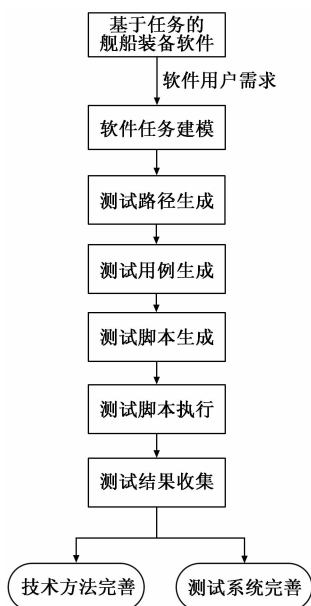 基于任务的
舰船装备软件
软件用户需求
软件任务建模
测试路径生成
测试用例生成
测试脚本生成
测试脚本执行
测试结果收集
技术方法完善
测试系统完善